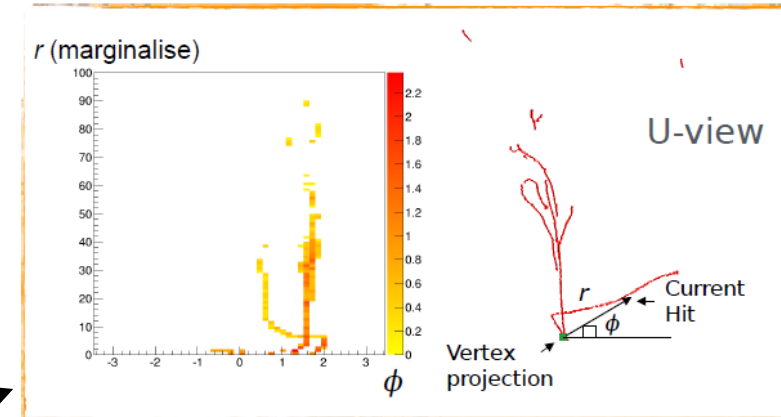 r (marginalise)
100
90
80
70
60
50
40
30
20
10
0
-3 -2 -1 0 1 2 3
2.2
2
1.8
1.6
1.4
1.2
1
0.8
0.6
0.4
0.2
0
ϕ
U-view
r
ϕ
Current
Hit
Vertex
projection